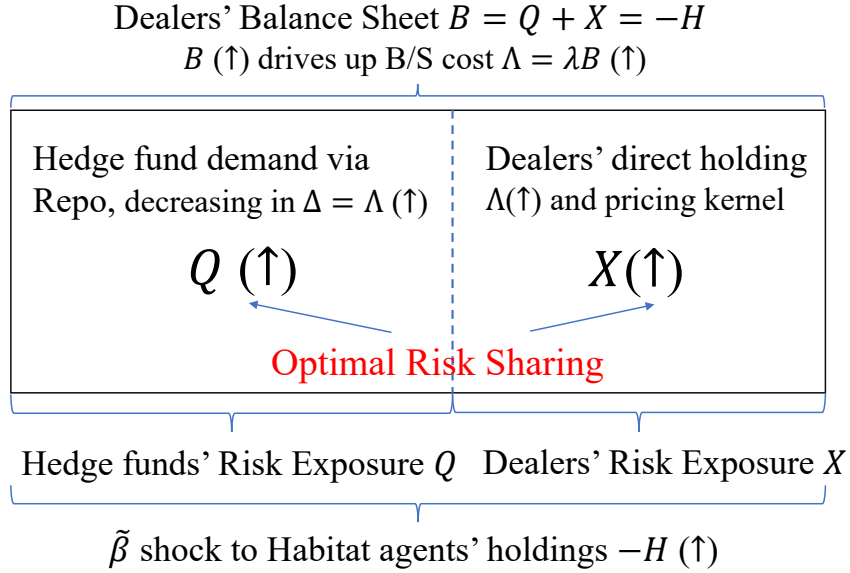 Dealers' Balance Sheet B = Q + X = −H
B (↑) drives up B/S cost Λ = λB (↑)
Hedge fund demand via
Repo, decreasing in Δ = Λ (↑)
Q (↑)
Dealers' direct holding
Λ(↑) and pricing kernel
X(↑)
Optimal Risk Sharing
Hedge funds' Risk Exposure Q
Dealers' Risk Exposure X
β̃ shock to Habitat agents' holdings −H (↑)